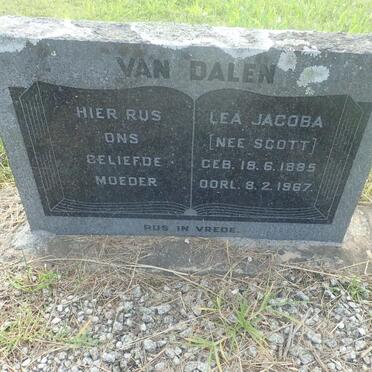 VAN DALEN
HIER RUS
ONS
GELIEFDE
MOEDER
LEA JACOBA
[NEE SCOTT]
GEB. 18.6.1895
OORL. 8.2.1967.
RUS IN VREDE.